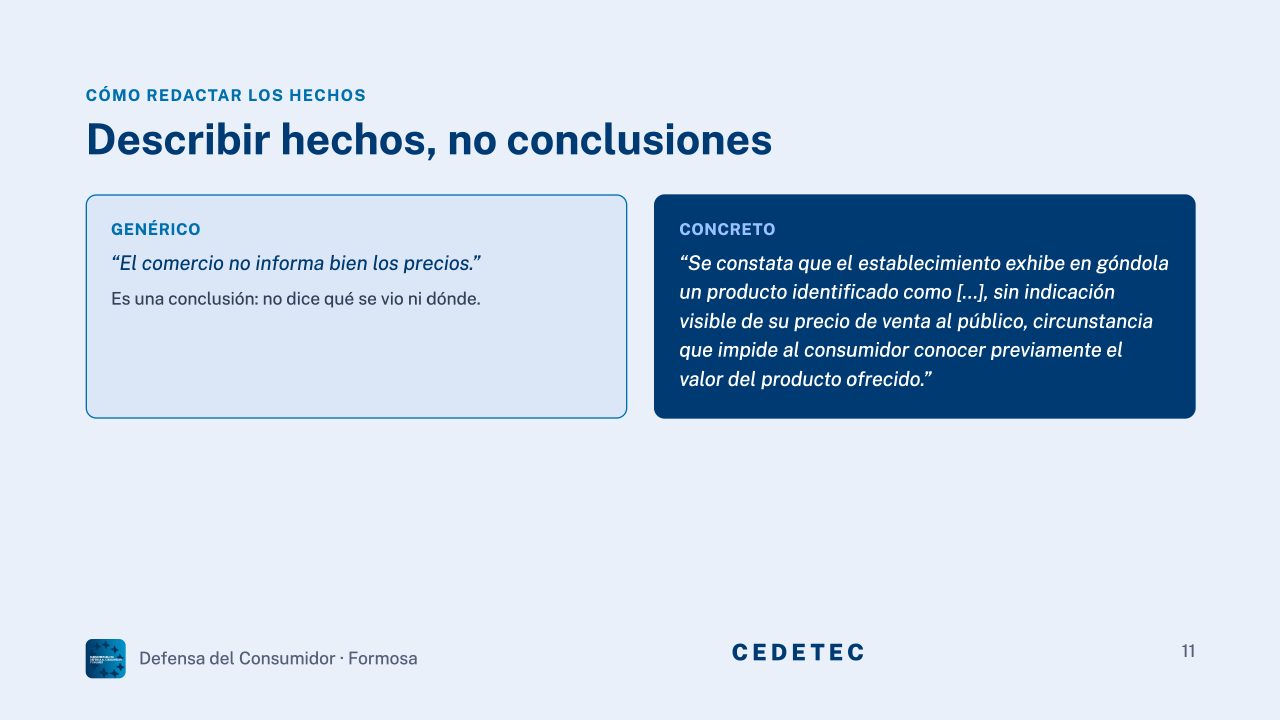 CÓMO REDACTAR LOS HECHOS
Describir hechos, no conclusiones
GENÉRICO
“El comercio no informa bien los precios.”
Es una conclusión: no dice qué se vio ni dónde.
CONCRETO
“Se constata que el establecimiento exhibe en góndola
un producto identificado como [...], sin indicación
visible de su precio de venta al público, circunstancia
que impide al consumidor conocer previamente el
valor del producto ofrecido.”
Defensa del Consumidor · Formosa
CEDETEC
11